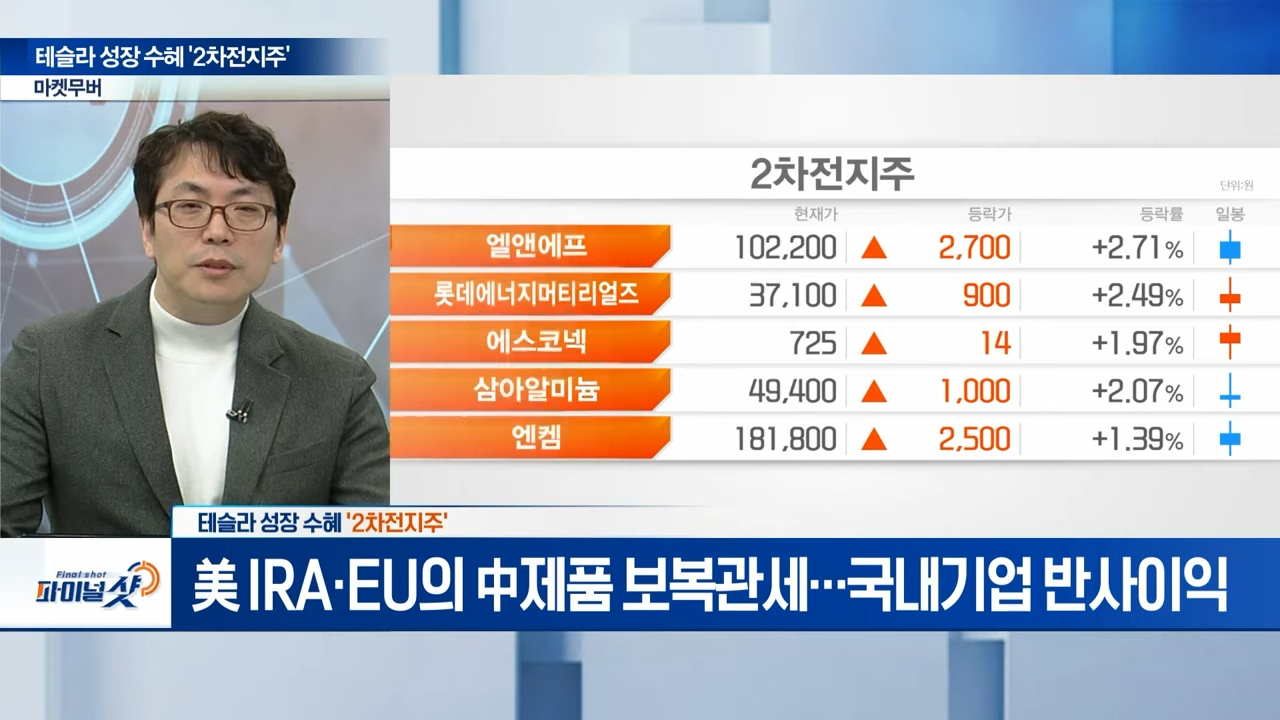 테슬라 성장 수혜 '2차전지주'
마켓무버
2차전지주
단위:원
현재가 등락가 등락률 일봉
엘앤에프 102,200 ▲ 2,700 +2.71%
롯데에너지머티리얼즈 37,100 ▲ 900 +2.49%
에스코넥 725 ▲ 14 +1.97%
삼아알미늄 49,400 ▲ 1,000 +2.07%
엔켐 181,800 ▲ 2,500 +1.39%
테슬라 성장 수혜 '2차전지주'
Final shot
파이널샷
美 IRA·EU의 中제품 보복관세…국내기업 반사이익